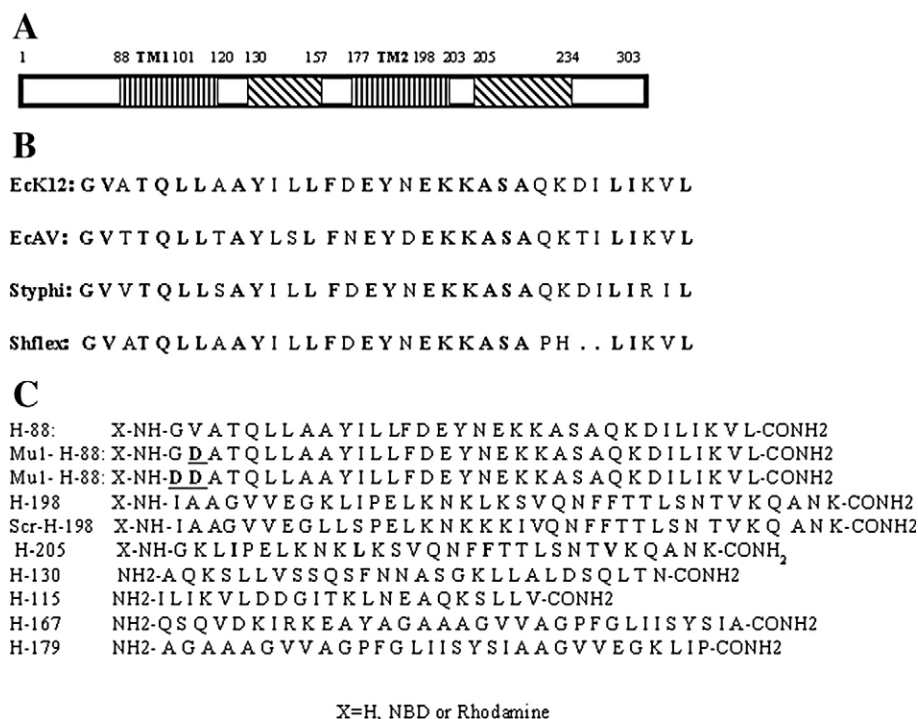 A
1 88 TM1 101 120 130 157 177 TM2 198 203 205 234 303
B
EcK12: G V A T Q L L A A Y I L L F D E Y N E K K A S A Q K D I L I K V L
EcAV: G V T T Q L L T A Y L S L F N E Y D E K K A S A Q K T I L I K V L
Styphi: G V V T Q L L S A Y I L L F D E Y N E K K A S A Q K D I L I R I L
Shflex: G V A T Q L L A A Y I L L F D E Y N E K K A S A P H . . L I K V L
C
H-88: X-NH-G V A T Q L L A A Y I L L F D E Y N E K K A S A Q K D I L I K V L-CONH2
Mu1- H-88: X-NH-G D A T Q L L A A Y I L L F D E Y N E K K A S A Q K D I L I K V L-CONH2
Mu1- H-88: X-NH-D D A T Q L L A A Y I L L F D E Y N E K K A S A Q K D I L I K V L-CONH2
H-198 X-NH-I A A G V V E G K L I P E L K N K L K S V Q N F F T T L S N T V K Q A N K-CONH2
Scr-H-198 X-NH-I A A G V V E G L L S P E L K N K K K I V Q N F F T T L S N T V K Q A N K-CONH2
H-205 X-NH-G K L I P E L K N K L K S V Q N F F T T L S N T V K Q A N K-CONH2
H-130 NH2-A Q K S L L V S S Q S F N N A S G K L L A L D S Q L T N-CONH2
H-115 NH2-I L I K V L D D G I T K L N E A Q K S L L V-CONH2
H-167 NH2-Q S Q V D K I R K E A Y A G A A A G V V A G P F G L I I S Y S I A-CONH2
H-179 NH2-A G A A A G V V A G P F G L I I S Y S I A A G V V E G K L I P-CONH2
X=H, NBD or Rhodamine